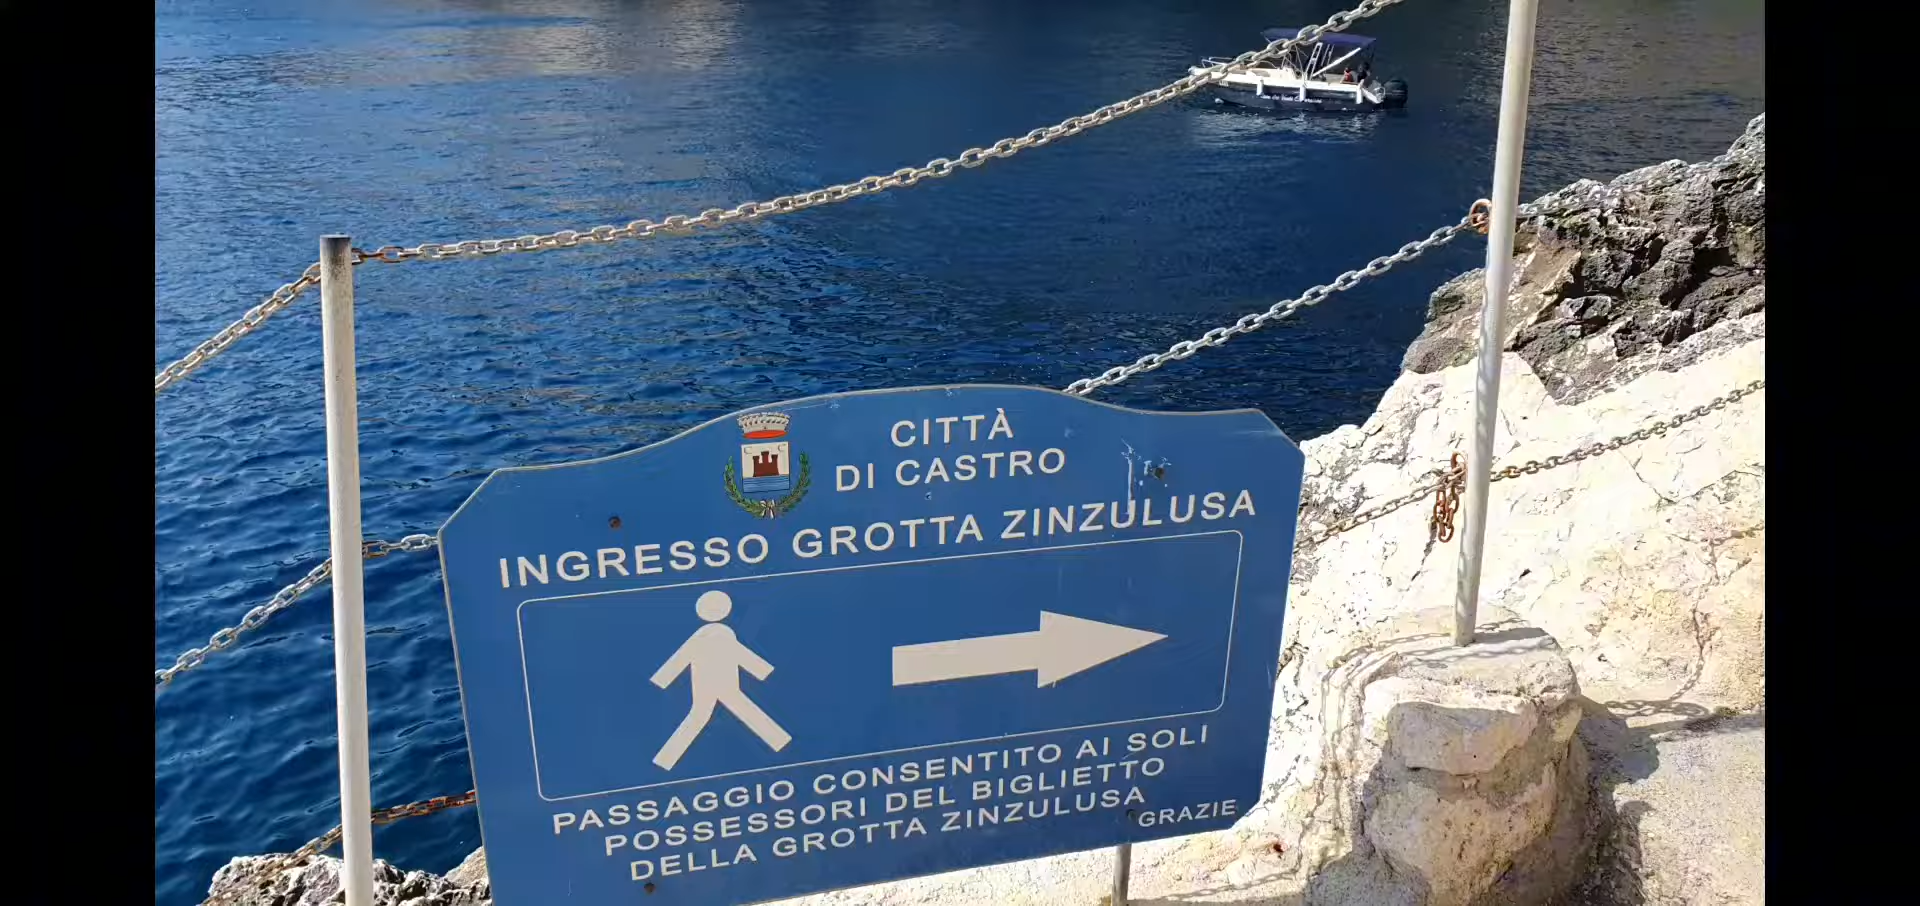 CITTÀ
DI CASTRO
INGRESSO GROTTA ZINZULUSA
PASSAGGIO CONSENTITO AI SOLI
POSSESSORI DEL BIGLIETTO
DELLA GROTTA ZINZULUSA
GRAZIE